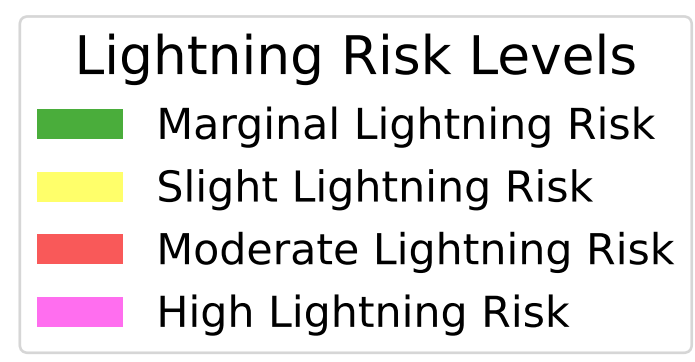 Lightning Risk Levels
Marginal Lightning Risk
Slight Lightning Risk
Moderate Lightning Risk
High Lightning Risk